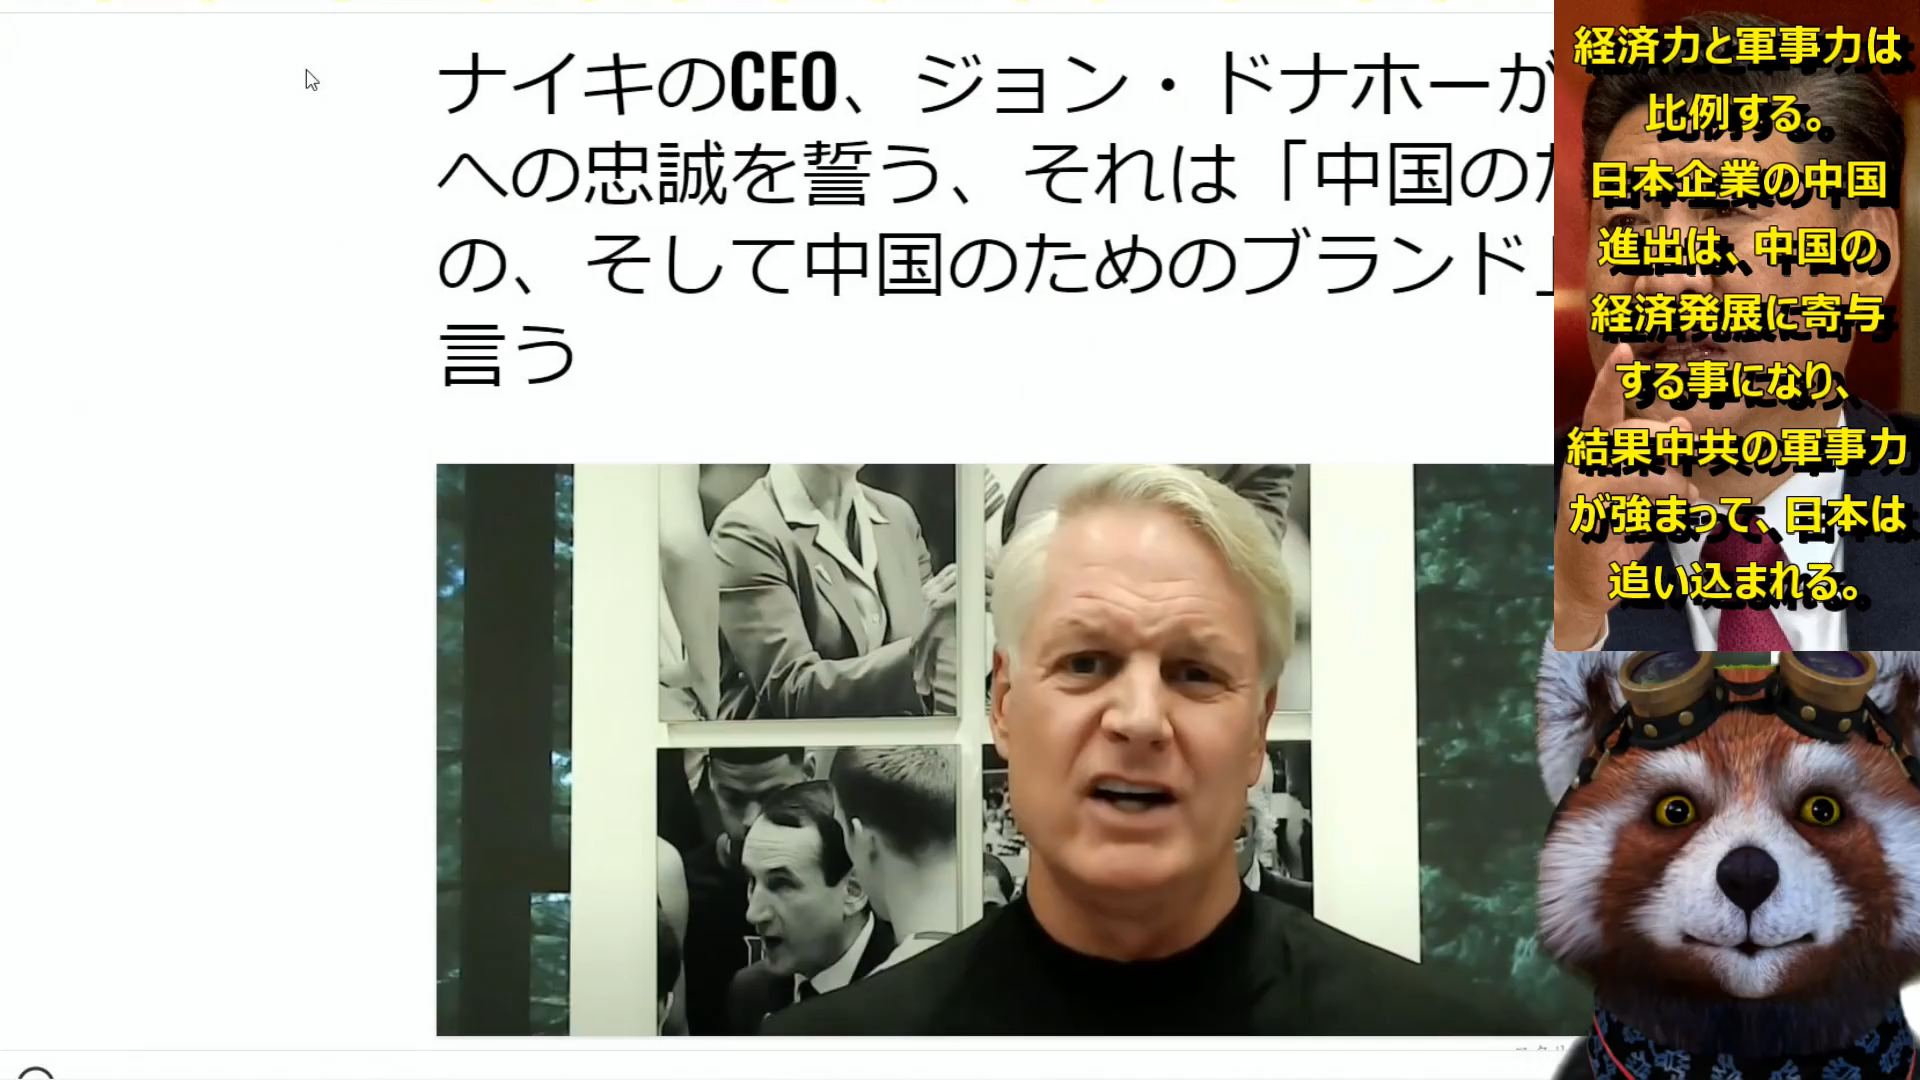 ナイキのCEO、ジョン・ドナホーが
への忠誠を誓う、それは「中国のた
の、そして中国のためのブランド」
言う
経済力と軍事力は
比例する。
日本企業の中国
進出は、中国の
経済発展に寄与
する事になり、
結果中共の軍事力
が強まって、日本は
追い込まれる。